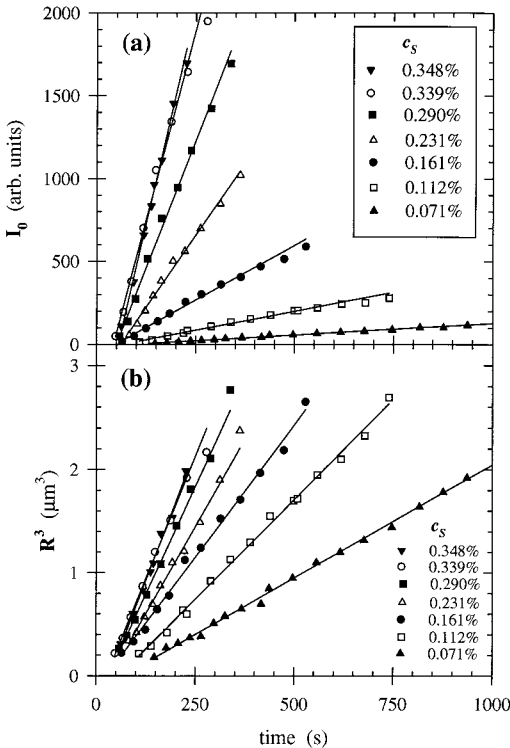 2000
(a)
c_S
0.348%
0.339%
0.290%
0.231%
0.161%
0.112%
0.071%
1500
1000
500
0
I₀ (arb. units)
(b)
3
2
1
0
R³ (μm³)
c_S
0.348%
0.339%
0.290%
0.231%
0.161%
0.112%
0.071%
0 250 500 750 1000
time (s)